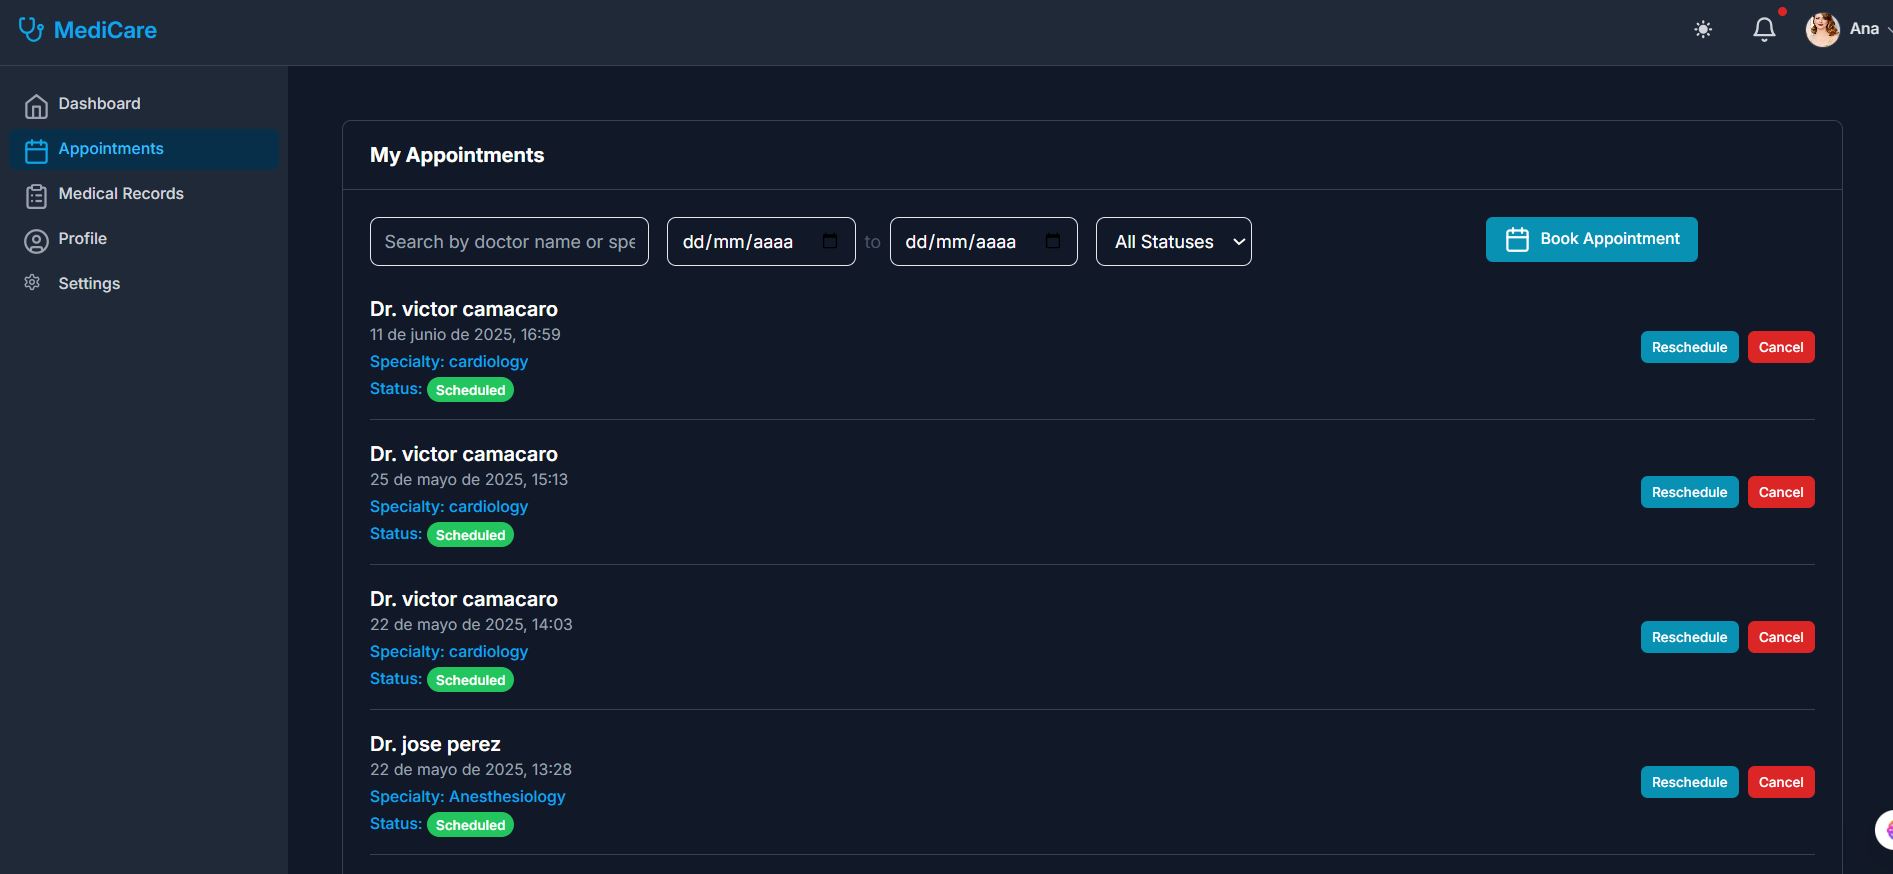 MediCare
Ana
Dashboard
Appointments
Medical Records
Profile
Settings
My Appointments
Search by doctor name or spe
dd/mm/aaaa
to
dd/mm/aaaa
All Statuses
Book Appointment
Dr. victor camacaro
11 de junio de 2025, 16:59
Specialty: cardiology
Status: Scheduled
Reschedule
Cancel
Dr. victor camacaro
25 de mayo de 2025, 15:13
Specialty: cardiology
Status: Scheduled
Reschedule
Cancel
Dr. victor camacaro
22 de mayo de 2025, 14:03
Specialty: cardiology
Status: Scheduled
Reschedule
Cancel
Dr. jose perez
22 de mayo de 2025, 13:28
Specialty: Anesthesiology
Status: Scheduled
Reschedule
Cancel